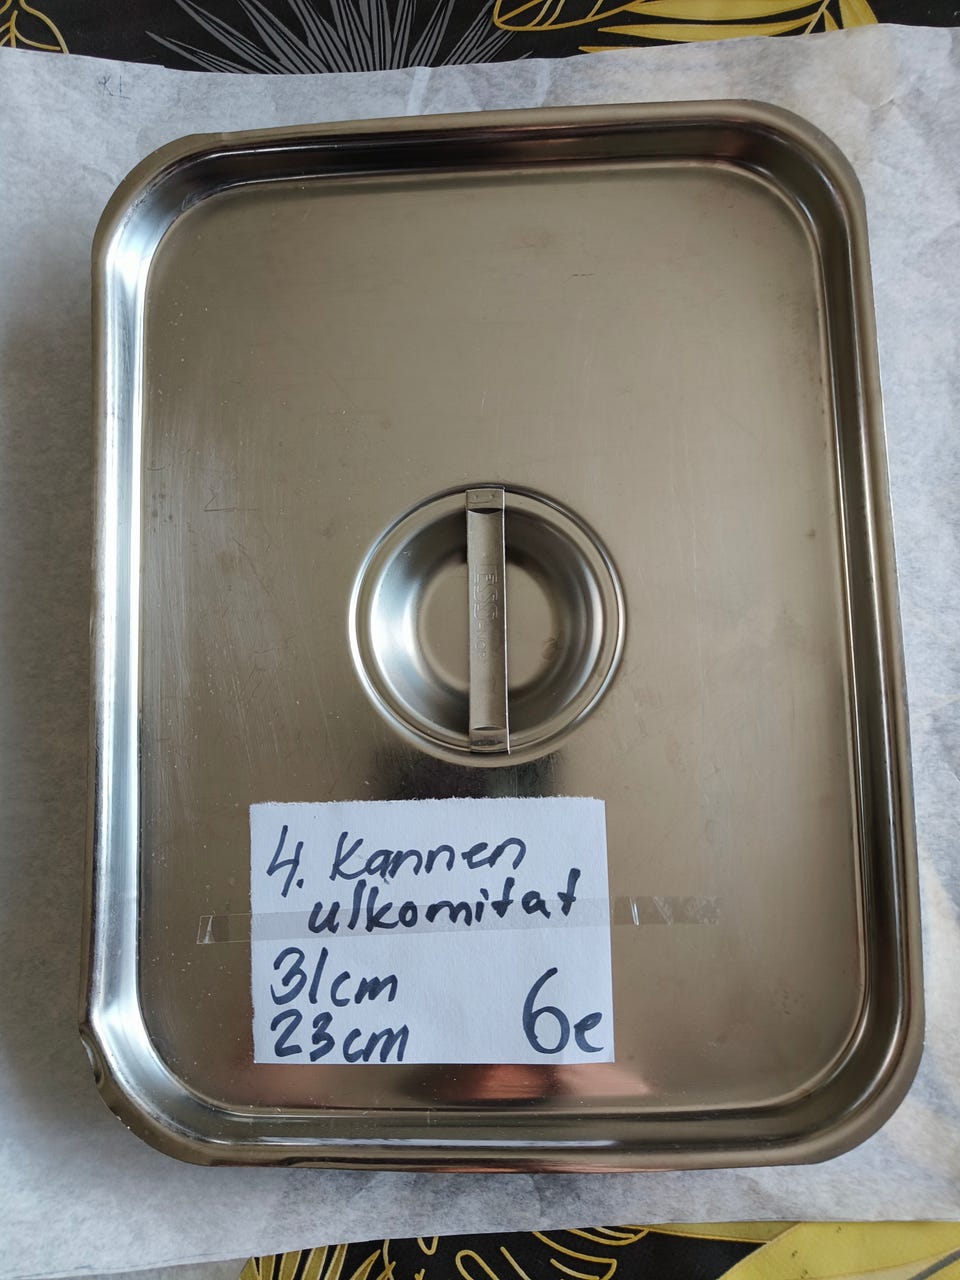 4. Kannen
ulkomitat
31cm
23cm
6e